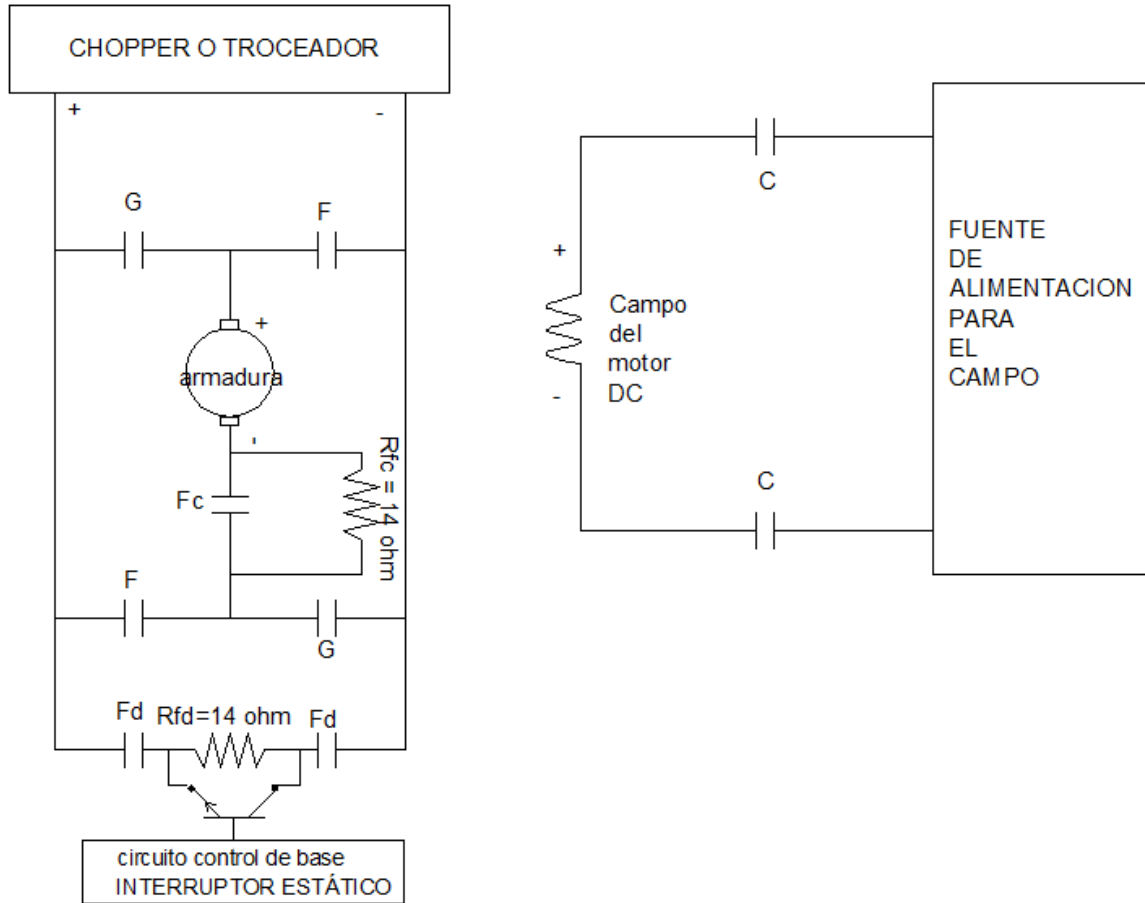 CHOPPER O TROCEADOR
+
-
G
F
+
armadura
-
Fc
Rfc = 14 ohm
F
G
Fd
Rfd=14 ohm
Fd
circuito control de base
INTERRUPTOR ESTÁTICO
C
+
Campo
del
motor
DC
-
C
FUENTE
DE
ALIMENTACION
PARA
EL
CAMPO